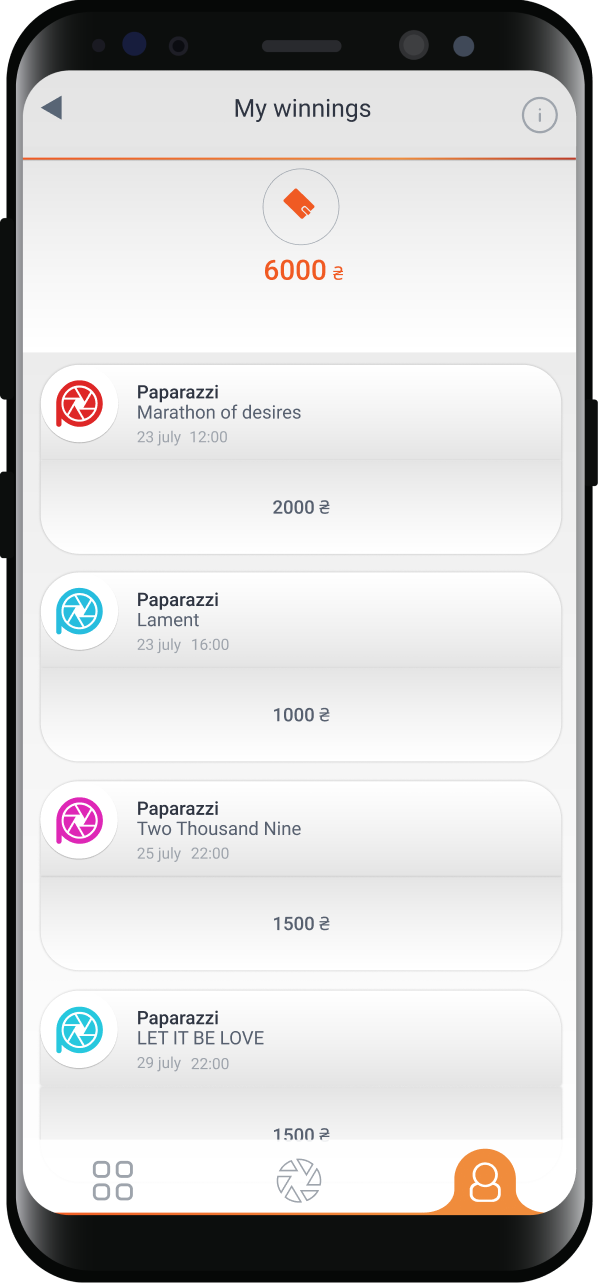 My winnings
i
6000 ₴
Paparazzi
Marathon of desires
23 july 12:00
2000 ₴
Paparazzi
Lament
23 july 16:00
1000 ₴
Paparazzi
Two Thousand Nine
25 july 22:00
1500 ₴
Paparazzi
LET IT BE LOVE
29 july 22:00
1500 ₴